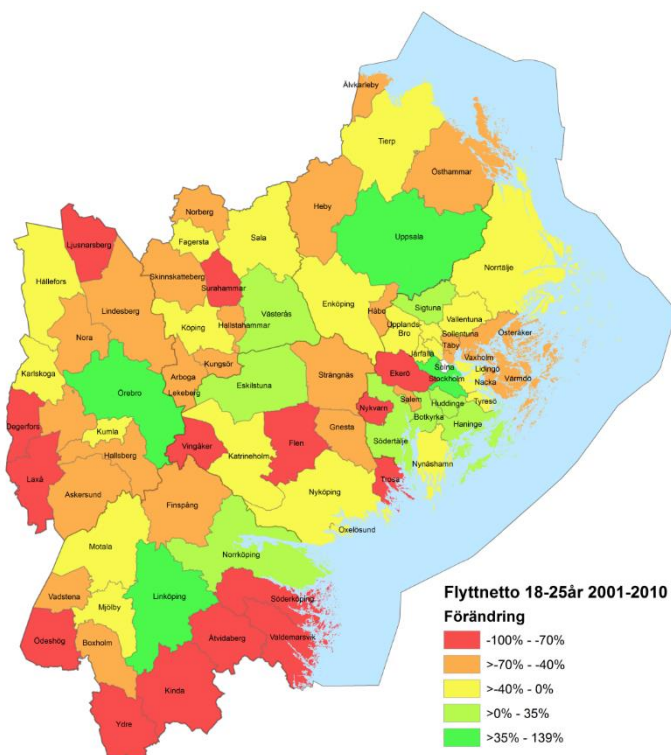 Älvkarleby
Tierp
Östhammar
Norberg
Heby
Uppsala
Fagersta
Sala
Ljusnarsberg
Hällefors
Skinnskatteberg
Surahammar
Norrtälje
Lindesberg
Västerås
Enköping
Sigtuna
Köping
Hallstahammar
Håbo
Vallentuna
Nora
Upplands-
Bro
Sollentuna
Österåker
Järfälla
Täby
Vaxholm
Karlskoga
Kungsör
Arboga
Örebro
Lekeberg
Eskilstuna
Strängnäs
Ekerö
Solna
Stockholm
Lidingö
Nacka
Värmdö
Nykvarn
Salem
Huddinge
Tyresö
Botkyrka
Haninge
Degerfors
Kumla
Vingåker
Flen
Gnesta
Södertälje
Hallsberg
Katrineholm
Nynäshamn
Laxå
Askersund
Trosa
Finspång
Nyköping
Oxelösund
Motala
Norrköping
Vadstena
Linköping
Mjölby
Söderköping
Ödeshög
Boxholm
Åtvidaberg
Valdemarsvik
Kinda
Ydre
Flyttnetto 18-25år 2001-2010
Förändring
-100% - -70%
>-70% - -40%
>-40% - 0%
>0% - 35%
>35% - 139%